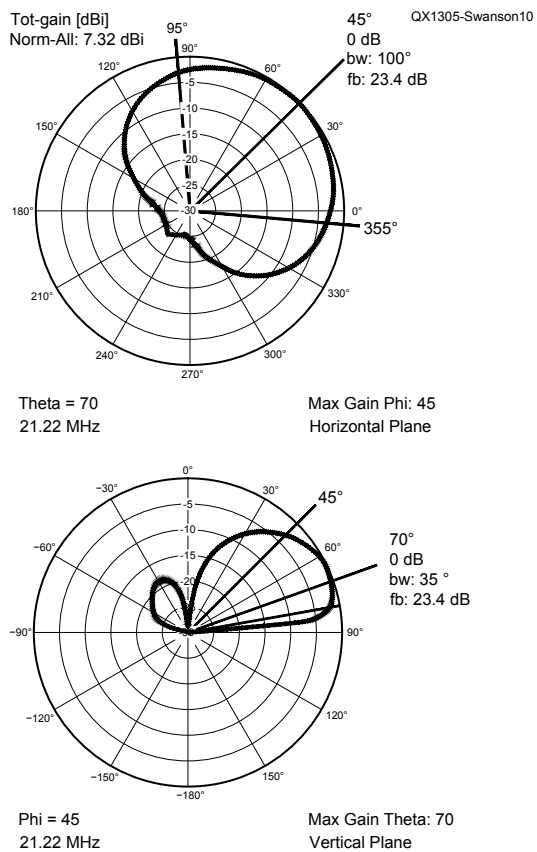 Tot-gain [dBi]
Norm-All: 7.32 dBi
95°
45°
0 dB
bw: 100°
fb: 23.4 dB
QX1305-Swanson10
90°
120°
60°
150°
30°
180°
0°
355°
210°
330°
240°
300°
270°
-5
-10
-15
-20
-25
-30
Theta = 70
21.22 MHz
Max Gain Phi: 45
Horizontal Plane
0°
−30°
30°
45°
−60°
60°
70°
0 dB
bw: 35 °
fb: 23.4 dB
−90°
90°
−120°
120°
−150°
150°
−180°
-5
-10
-15
-20
Phi = 45
21.22 MHz
Max Gain Theta: 70
Vertical Plane